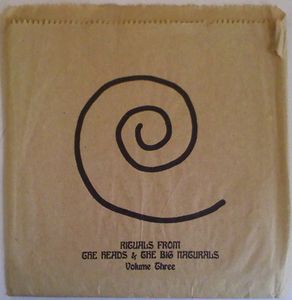 RITUALS FROM
THE HEADS & THE BIG NATURALS
Volume Three